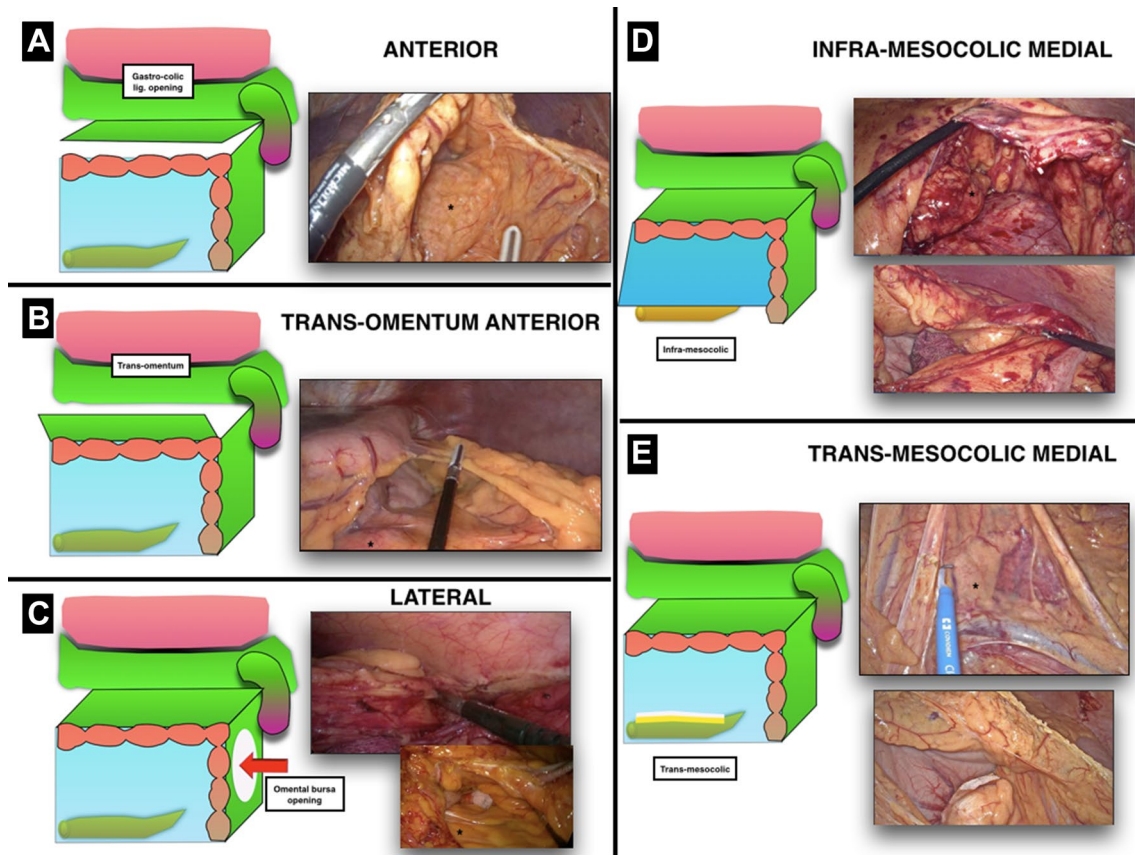 A
ANTERIOR
Gastro-colic
lig. opening
B
TRANS-OMENTUM ANTERIOR
Trans-omentum
C
LATERAL
Omental bursa
opening
D
INFRA-MESOCOLIC MEDIAL
Infra-mesocolic
E
TRANS-MESOCOLIC MEDIAL
COVIDIEN
Trans-mesocolic